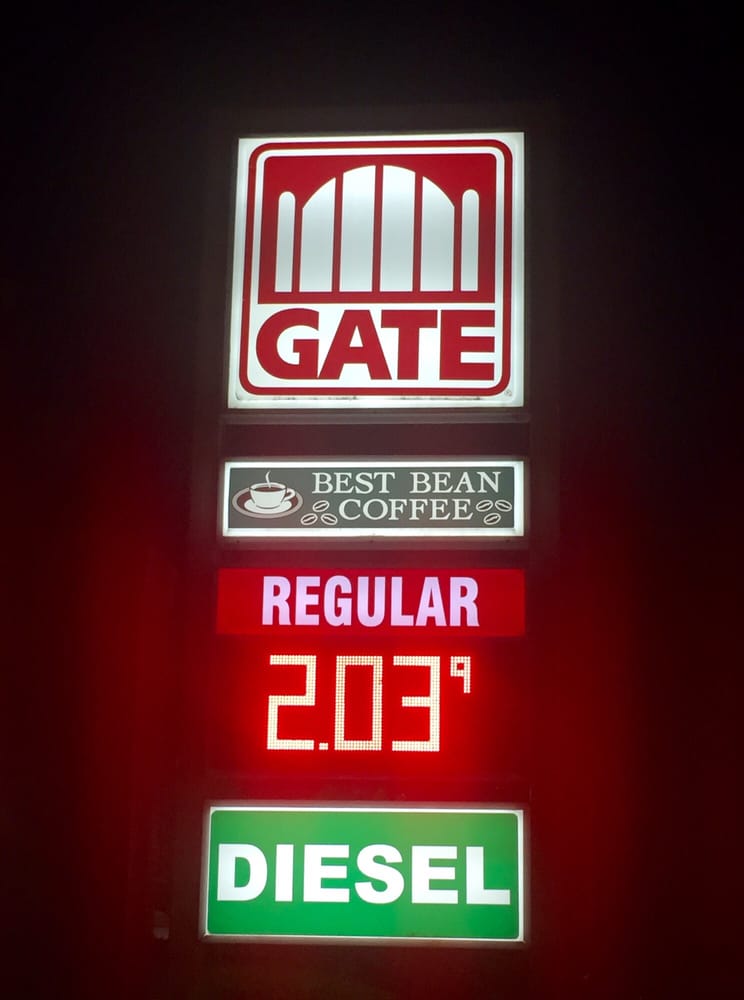 GATE
BEST BEAN
COFFEE
REGULAR
2.03⁹
DIESEL